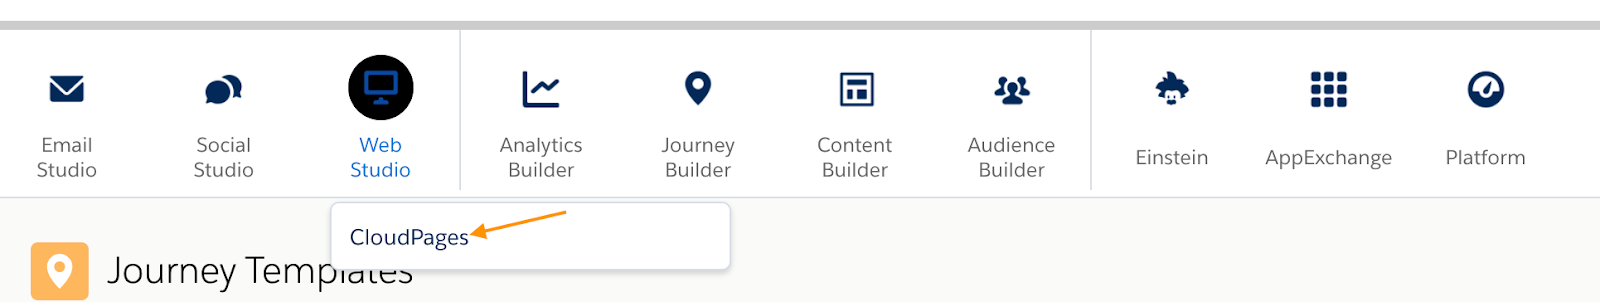 Email
Studio
Social
Studio
Web
Studio
Analytics
Builder
Journey
Builder
Content
Builder
Audience
Builder
Einstein
AppExchange
Platform
CloudPages
Journey Templates